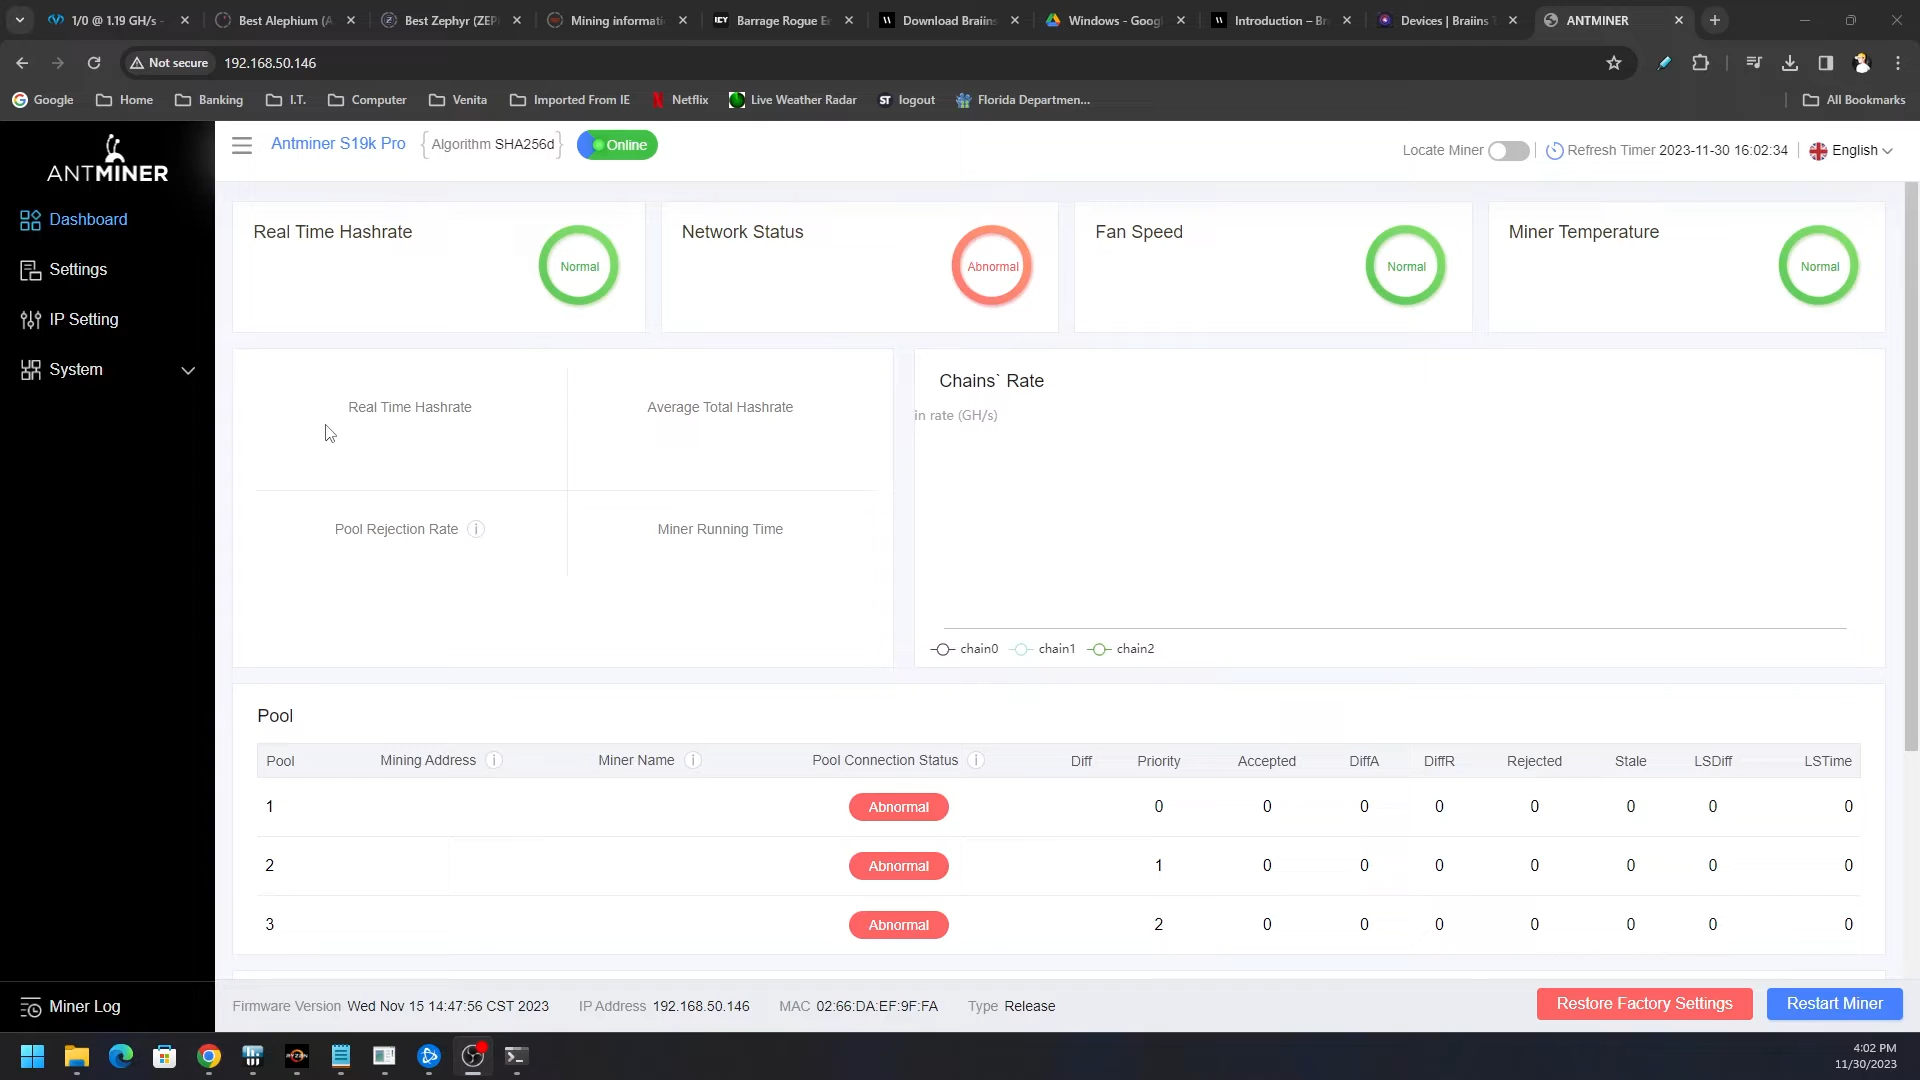 1/0 @ 1.19 GH/s -
Best Alephium (A
Best Zephyr (ZEP
Mining informati
ICY Barrage Rogue E
Download Braiins
Windows - Goog
Introduction – Br
Devices | Braiins T
ANTMINER
Not secure 192.168.50.146
Google
Home
Banking
I.T.
Computer
Venita
Imported From IE
Netflix
Live Weather Radar
ST logout
Florida Departmen...
All Bookmarks
ANTMINER
Antminer S19k Pro
Algorithm SHA256d
Online
Locate Miner
Refresh Timer 2023-11-30 16:02:34
English
Dashboard
Settings
IP Setting
System
Real Time Hashrate
Normal
Network Status
Abnormal
Fan Speed
Normal
Miner Temperature
Normal
Real Time Hashrate
Average Total Hashrate
Pool Rejection Rate i
Miner Running Time
Chains` Rate
in rate (GH/s)
chain0 chain1 chain2
Pool
Pool Mining Address i Miner Name i Pool Connection Status i Diff Priority Accepted DiffA DiffR Rejected Stale LSDiff LSTime
1 Abnormal 0 0 0 0 0 0 0 0
2 Abnormal 1 0 0 0 0 0 0 0
3 Abnormal 2 0 0 0 0 0 0 0
Miner Log
Firmware Version Wed Nov 15 14:47:56 CST 2023 IP Address 192.168.50.146 MAC 02:66:DA:EF:9F:FA Type Release
Restore Factory Settings
Restart Miner
RYZEN
4:02 PM
11/30/2023